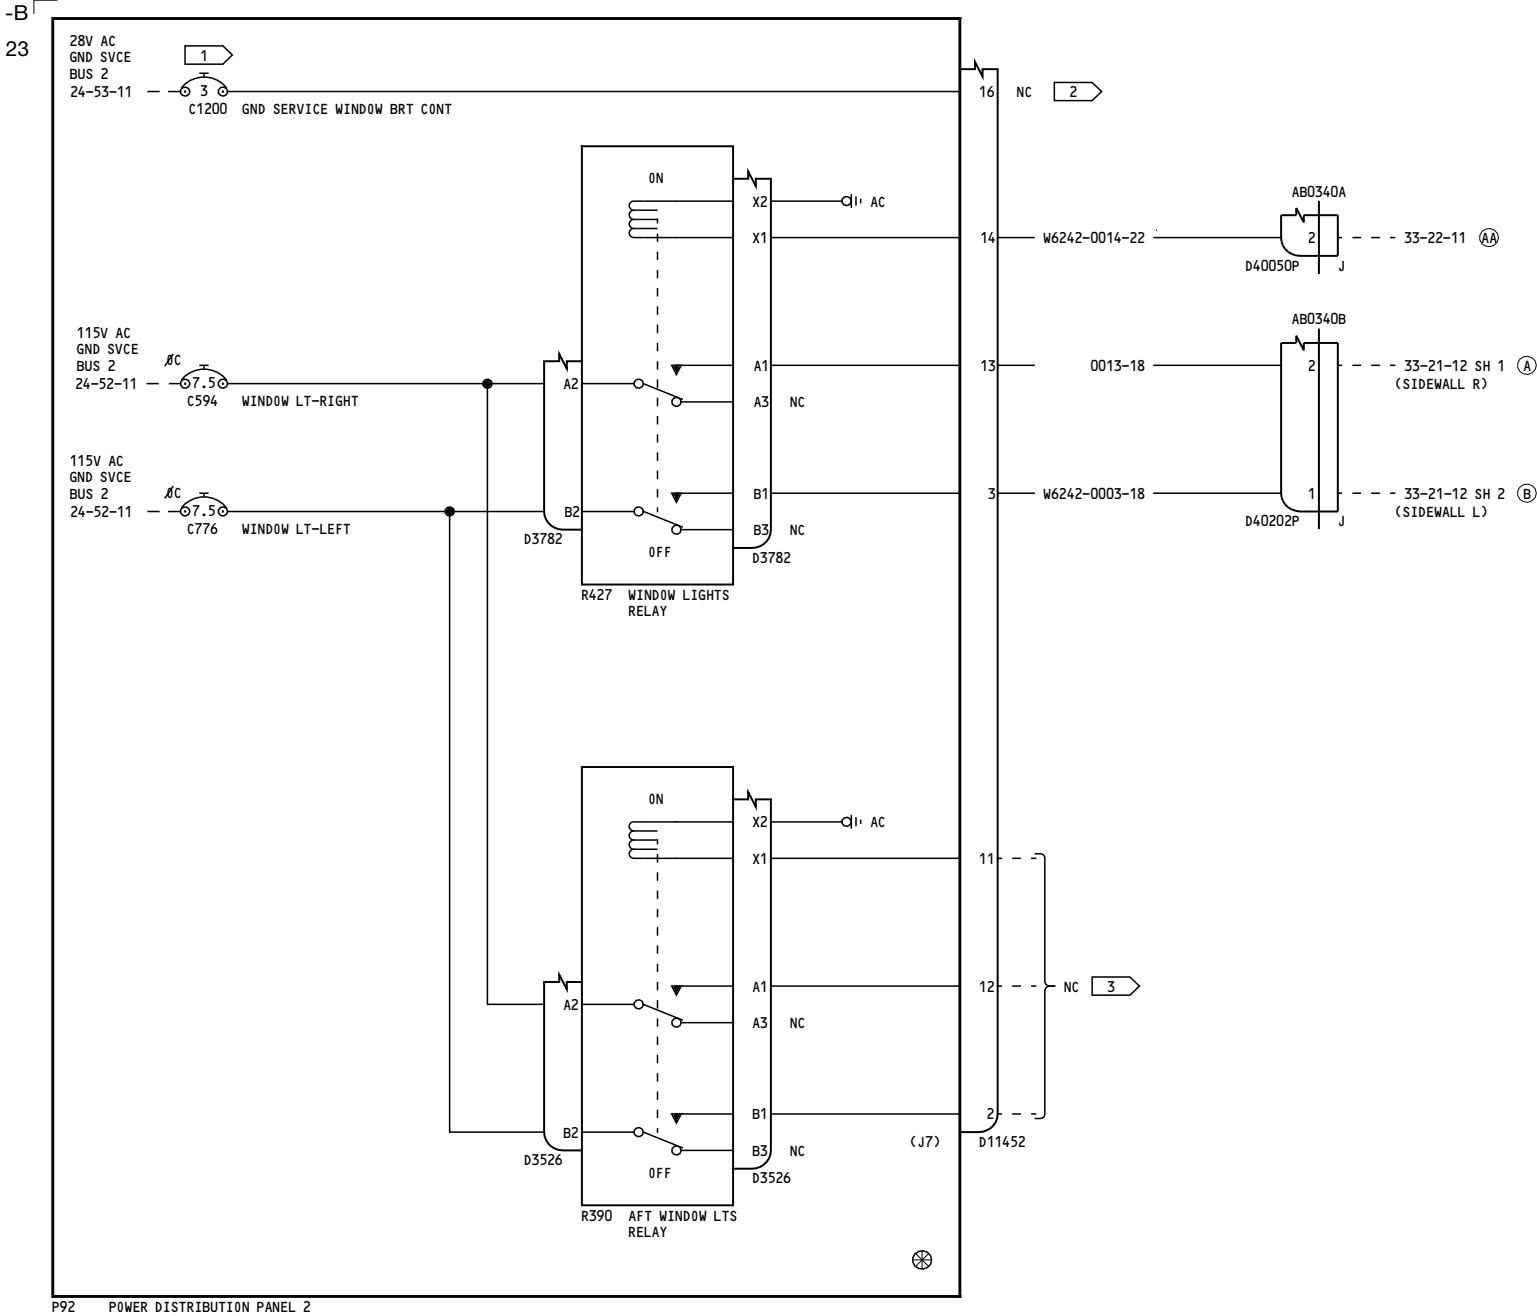 -B
23
28V AC
GND SVCE
BUS 2
24-53-11
1
3
C1200 GND SERVICE WINDOW BRT CONT
16 NC 2
ON
X2 AC
X1
14 W6242-0014-22
AB0340A
2
D40050P J
33-22-11 AA
115V AC
GND SVCE
BUS 2
24-52-11
ØC
7.5
C594 WINDOW LT-RIGHT
A2
A1
A3 NC
13 0013-18
AB0340B
2
33-21-12 SH 1 A
(SIDEWALL R)
115V AC
GND SVCE
BUS 2
24-52-11
ØC
7.5
C776 WINDOW LT-LEFT
B2
D3782
B1
B3 NC
OFF
D3782
3 W6242-0003-18
1
D40202P J
33-21-12 SH 2 B
(SIDEWALL L)
R427 WINDOW LIGHTS
RELAY
ON
X2 AC
X1
11
A2
A1
A3 NC
12
NC 3
B2
D3526
B1
B3 NC
OFF
D3526
2
(J7) D11452
R390 AFT WINDOW LTS
RELAY
P92 POWER DISTRIBUTION PANEL 2